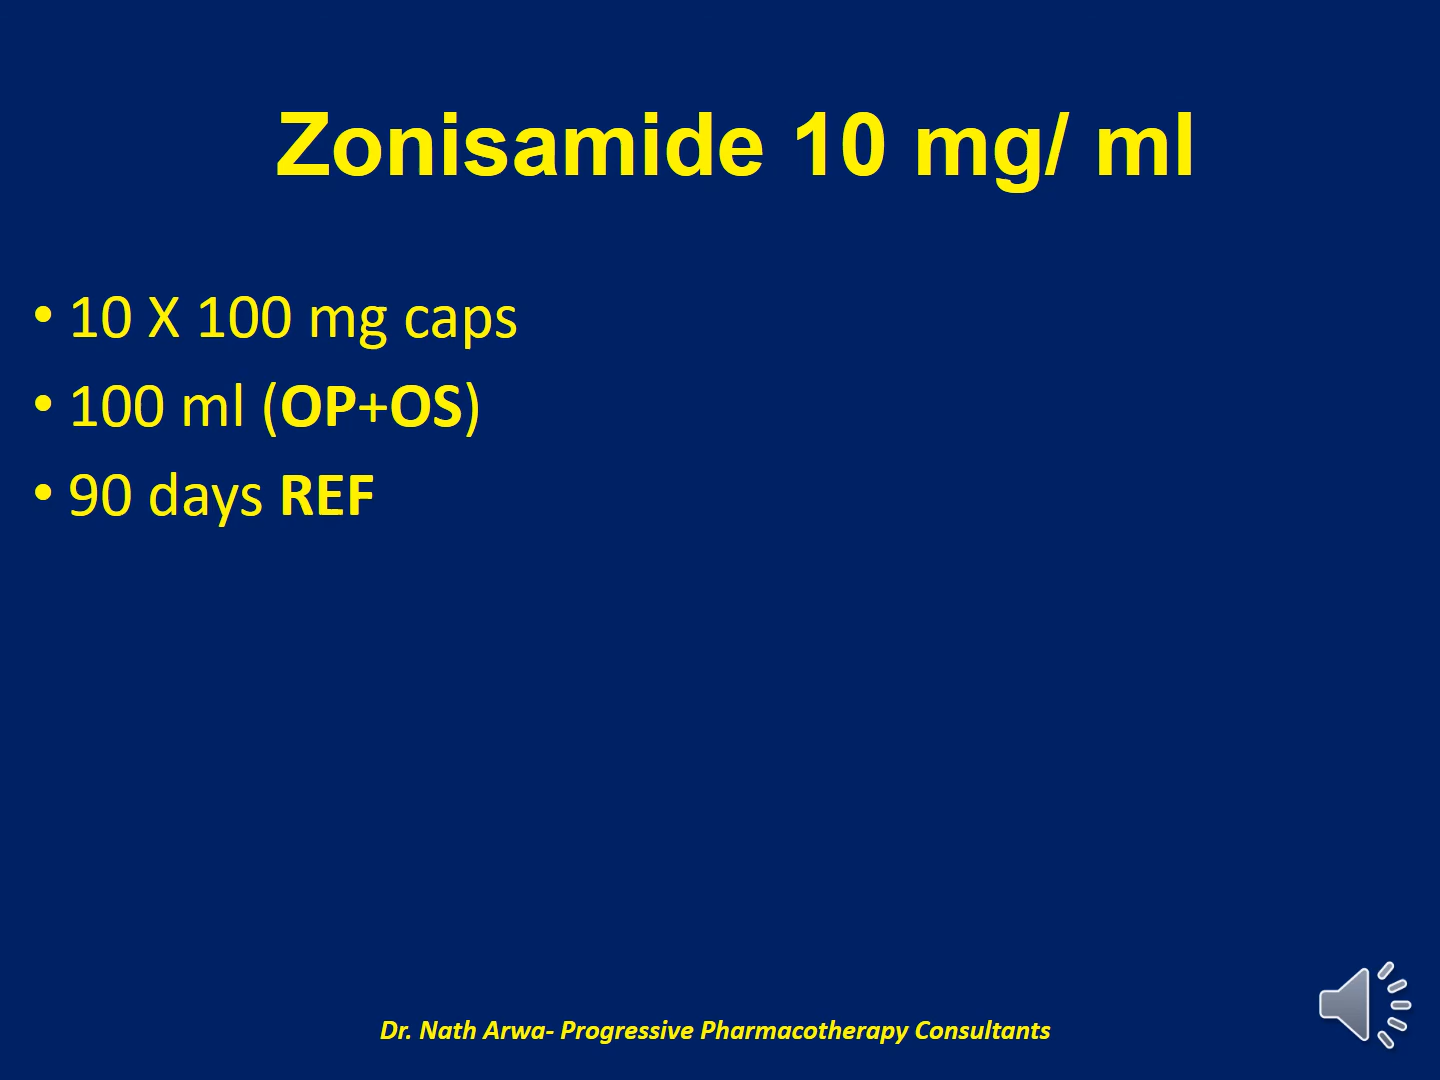 Zonisamide 10 mg/ ml
• 10 X 100 mg caps
• 100 ml (OP+OS)
• 90 days REF
Dr. Nath Arwa- Progressive Pharmacotherapy Consultants